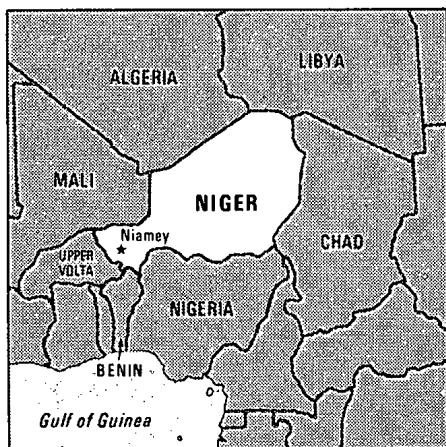 ALGERIA
LIBYA
MALI
NIGER
Niamey
CHAD
UPPER
VOLTA
NIGERIA
BENIN
Gulf of Guinea